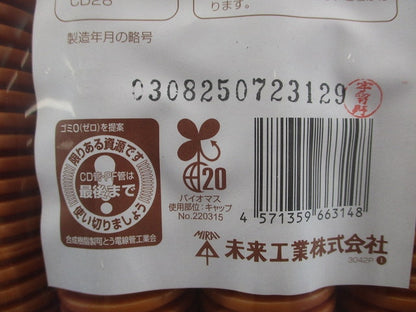 CD28
ります。
製造年月の略号
0308250723129
ゴミ0(ゼロ)を提案
限りある資源です
CD管・PF管は
最後まで
使い切りましょう
合成樹脂製可とう電線管工業会
20
バイオマス
使用部位:キャップ
No.220315
4 571359 663148
MIRAI
未来工業株式会社
3042P 1